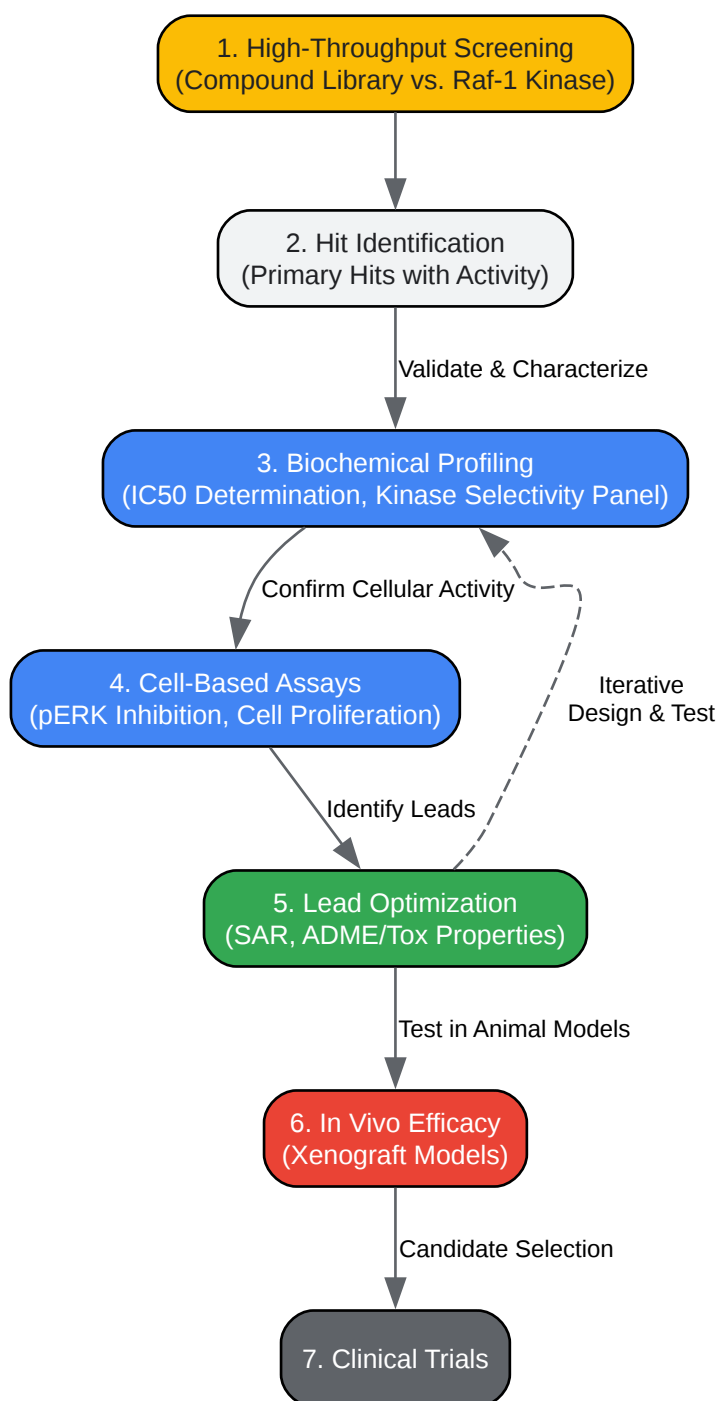 1. High-Throughput Screening
(Compound Library vs. Raf-1 Kinase)
2. Hit Identification
(Primary Hits with Activity)
Validate & Characterize
3. Biochemical Profiling
(IC50 Determination, Kinase Selectivity Panel)
Confirm Cellular Activity
4. Cell-Based Assays
(pERK Inhibition, Cell Proliferation)
Iterative
Design & Test
Identify Leads
5. Lead Optimization
(SAR, ADME/Tox Properties)
Test in Animal Models
6. In Vivo Efficacy
(Xenograft Models)
Candidate Selection
7. Clinical Trials